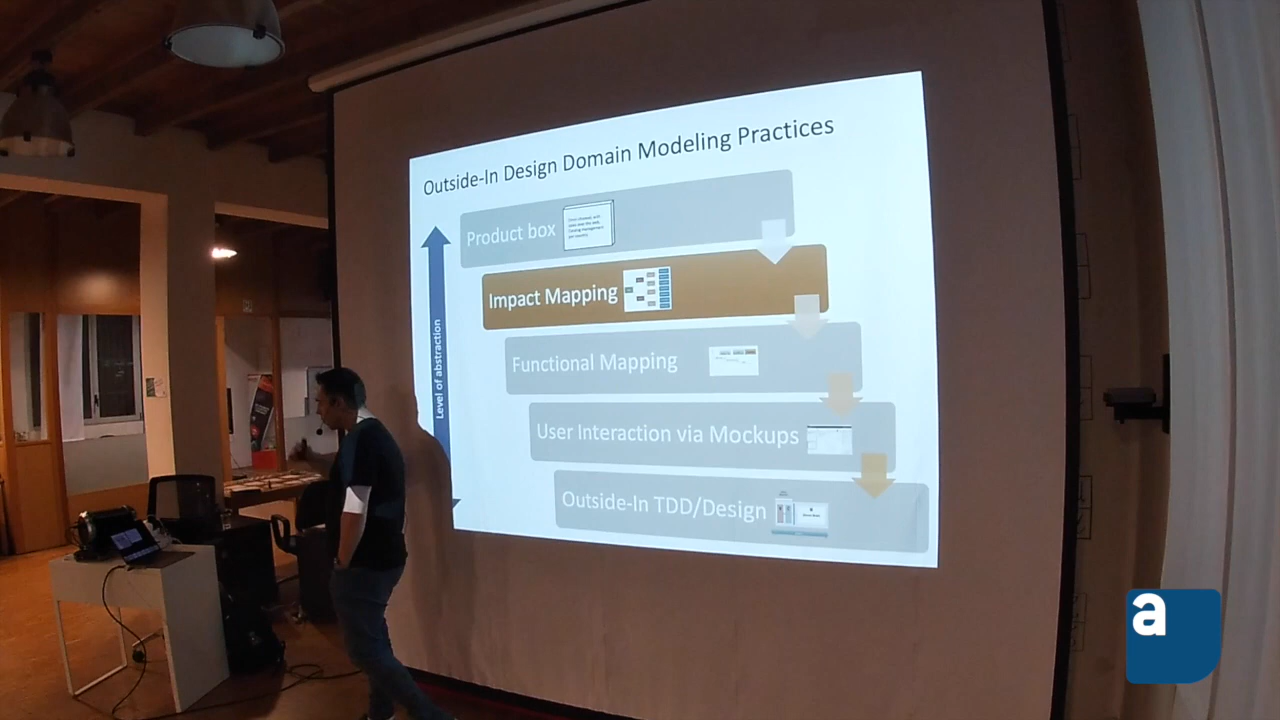 Outside-In Design Domain Modeling Practices
Product box
Impact Mapping
Functional Mapping
User Interaction via Mockups
Outside-In TDD/Design
Level of abstraction
a